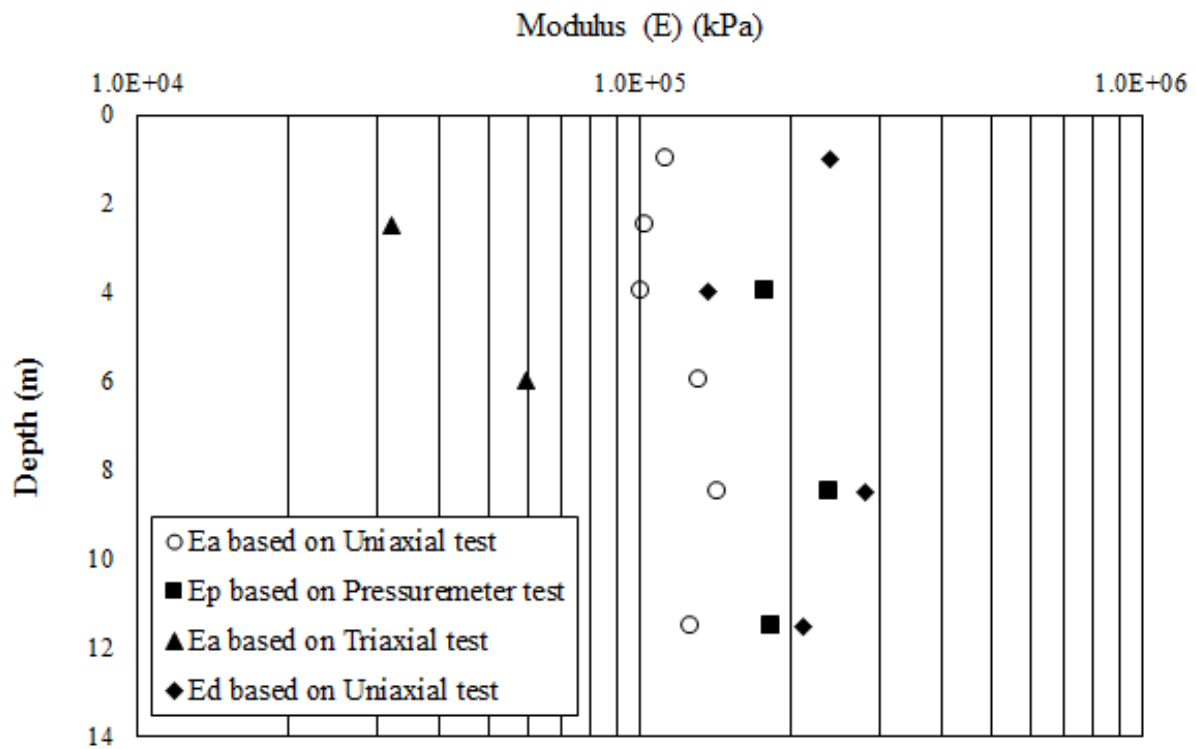 Modulus (E) (kPa)
1.0E+04 1.0E+05 1.0E+06
0
2
4
6
8
10
12
14
Depth (m)
Ea based on Uniaxial test
Ep based on Pressuremeter test
Ea based on Triaxial test
Ed based on Uniaxial test